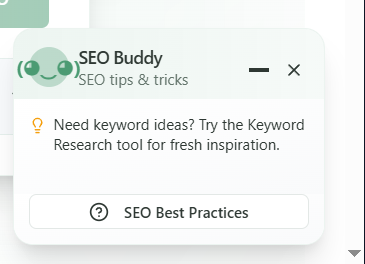 SEO Buddy
SEO tips & tricks
Need keyword ideas? Try the Keyword
Research tool for fresh inspiration.
SEO Best Practices